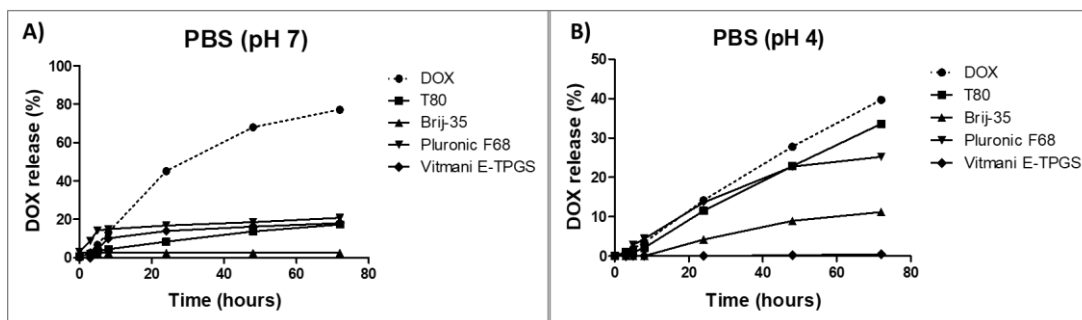 A)
PBS (pH 7)
DOX release (%)
100
80
60
40
20
0
0 20 40 60 80
Time (hours)
DOX
T80
Brij-35
Pluronic F68
Vitmani E-TPGS
B)
PBS (pH 4)
DOX release (%)
50
40
30
20
10
0
0 20 40 60 80
Time (hours)
DOX
T80
Brij-35
Pluronic F68
Vitmani E-TPGS